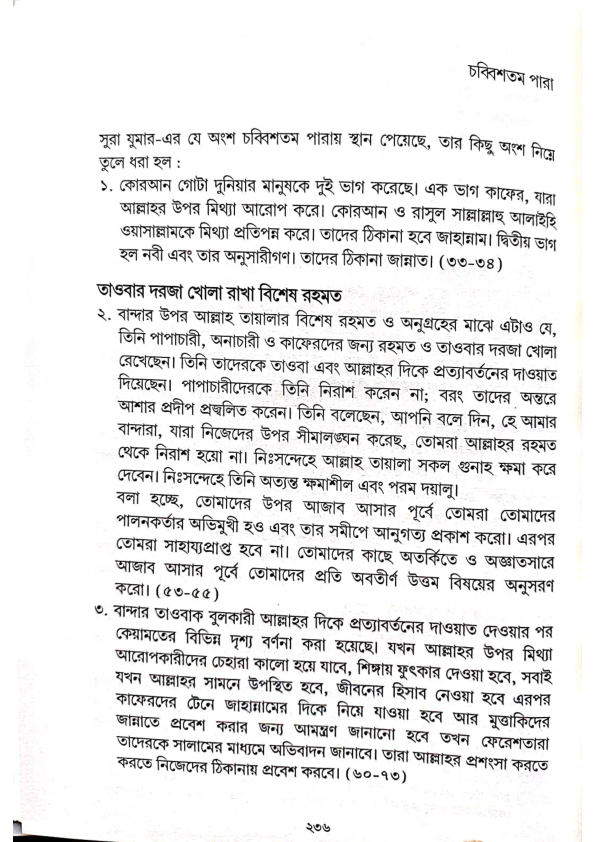 চব্বিশতম পারা
সুরা যুমার-এর যে অংশ চব্বিশতম পারায় স্থান পেয়েছে, তার কিছু অংশ নিম্নে
তুলে ধরা হল :
১. কোরআন গোটা দুনিয়ার মানুষকে দুই ভাগ করেছে। এক ভাগ কাফের, যারা
আল্লাহর উপর মিথ্যা আরোপ করে। কোরআন ও রাসুল সাল্লাল্লাহু আলাইহি
ওয়াসাল্লামকে মিথ্যা প্রতিপন্ন করে। তাদের ঠিকানা হবে জাহান্নাম। দ্বিতীয় ভাগ
হল নবী এবং তার অনুসারীগণ। তাদের ঠিকানা জান্নাত। (৩৩-৩৪)
তাওবার দরজা খোলা রাখা বিশেষ রহমত
২. বান্দার উপর আল্লাহ তায়ালার বিশেষ রহমত ও অনুগ্রহের মাঝে এটাও যে,
তিনি পাপাচারী, অনাচারী ও কাফেরদের জন্য রহমত ও তাওবার দরজা খোলা
রেখেছেন। তিনি তাদেরকে তাওবা এবং আল্লাহর দিকে প্রত্যাবর্তনের দাওয়াত
দিয়েছেন। পাপাচারীদেরকে তিনি নিরাশ করেন না; বরং তাদের অন্তরে
আশার প্রদীপ প্রজ্বলিত করেন। তিনি বলেছেন, আপনি বলে দিন, হে আমার
বান্দারা, যারা নিজেদের উপর সীমালঙ্ঘন করেছ, তোমরা আল্লাহর রহমত
থেকে নিরাশ হয়ো না। নিঃসন্দেহে আল্লাহ তায়ালা সকল গুনাহ ক্ষমা করে
দেবেন। নিঃসন্দেহে তিনি অত্যন্ত ক্ষমাশীল এবং পরম দয়ালু।
বলা হচ্ছে, তোমাদের উপর আজাব আসার পূর্বে তোমরা তোমাদের
পালনকর্তার অভিমুখী হও এবং তার সমীপে আনুগত্য প্রকাশ করো। এরপর
তোমরা সাহায্যপ্রাপ্ত হবে না। তোমাদের কাছে অতর্কিতে ও অজ্ঞাতসারে
আজাব আসার পূর্বে তোমাদের প্রতি অবতীর্ণ উত্তম বিষয়ের অনুসরণ
করো। (৫৩-৫৫)
৩. বান্দার তাওবাক বুলকারী আল্লাহর দিকে প্রত্যাবর্তনের দাওয়াত দেওয়ার পর
কেয়ামতের বিভিন্ন দৃশ্য বর্ণনা করা হয়েছে। যখন আল্লাহর উপর মিথ্যা
আরোপকারীদের চেহারা কালো হয়ে যাবে, শিঙ্গায় ফুৎকার দেওয়া হবে, সবাই
যখন আল্লাহর সামনে উপস্থিত হবে, জীবনের হিসাব নেওয়া হবে এরপর
কাফেরদের টেনে জাহান্নামের দিকে নিয়ে যাওয়া হবে আর মুত্তাকিদের
জান্নাতে প্রবেশ করার জন্য আমন্ত্রণ জানানো হবে তখন ফেরেশতারা
তাদেরকে সালামের মাধ্যমে অভিবাদন জানাবে। তারা আল্লাহর প্রশংসা করতে
করতে নিজেদের ঠিকানায় প্রবেশ করবে। (৬০-৭৩)
২৩৬